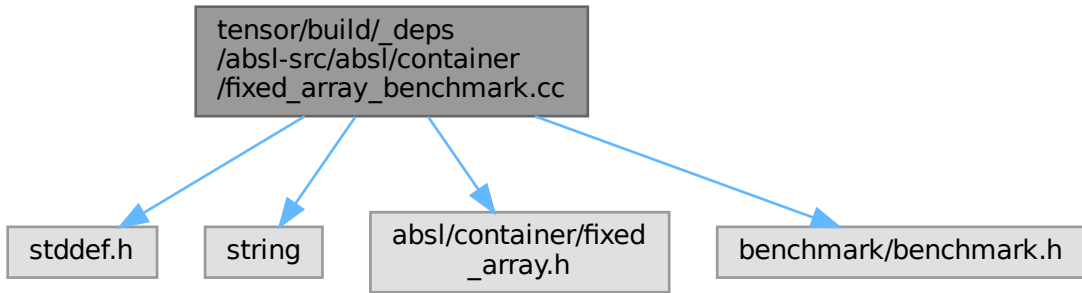 tensor/build/_deps
/absl-src/absl/container
/fixed_array_benchmark.cc
stddef.h
string
absl/container/fixed
_array.h
benchmark/benchmark.h